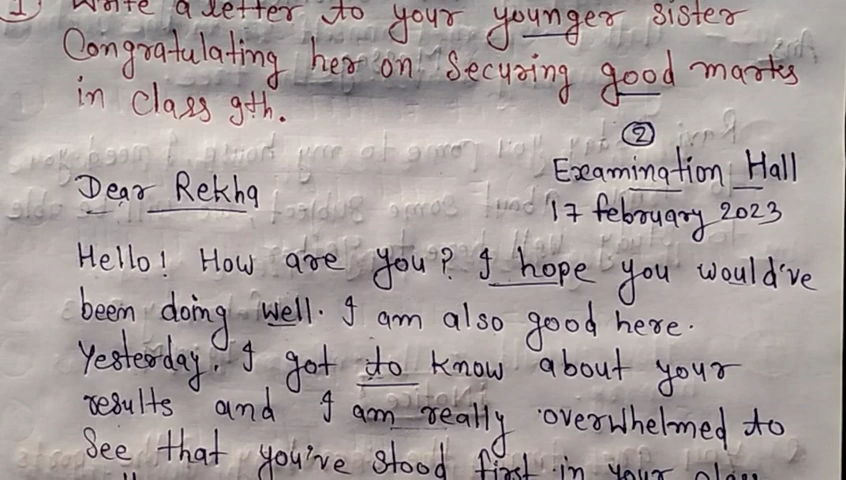 1) Write a letter to your younger sister
Congratulating her on Securing good marks
in class 9th.
②
Examination Hall
Dear Rekha
17 february 2023
Hello! How are you? I hope you would've
been doing well. I am also good here.
Yesterday, I got to know about your
results and I am really overwhelmed to
See that you've stood first in your class